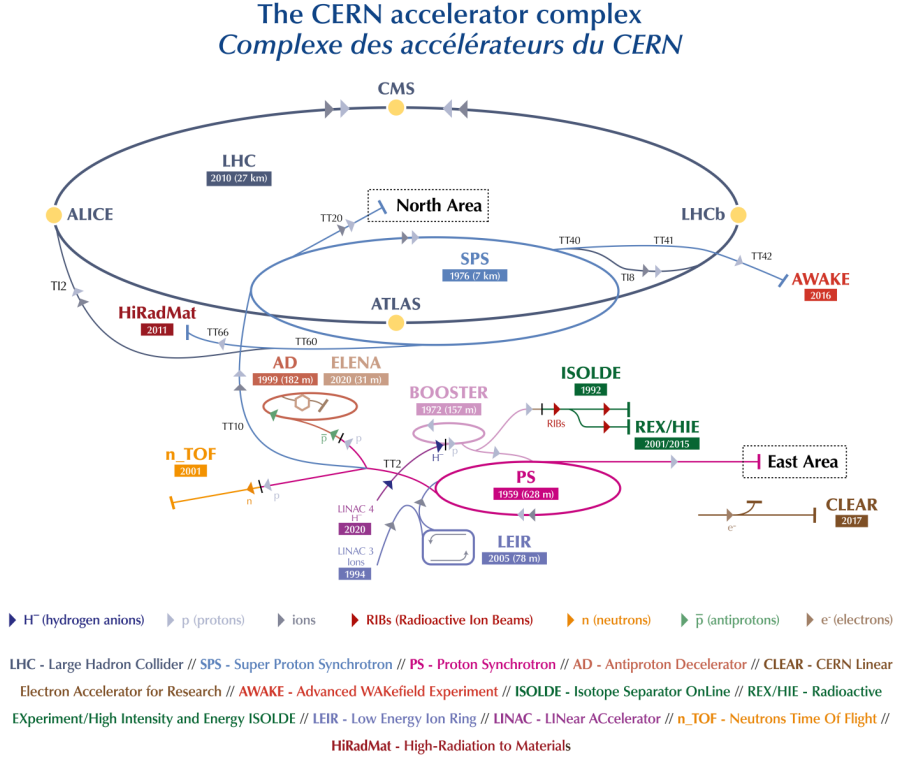 The CERN accelerator complex
Complexe des accélérateurs du CERN
CMS
LHC
2010 (27 km)
ALICE
North Area
TT20
LHCb
TT40
TT41
SPS
1976 (7 km)
TT42
TI8
TI2
AWAKE
2016
ATLAS
HiRadMat
2011
TT66
TT60
AD
1999 (182 m)
ELENA
2020 (31 m)
ISOLDE
1992
BOOSTER
1972 (157 m)
TT10
p
p̅
p
RIBs
REX/HIE
2001/2015
H⁻
p
n_TOF
2001
TT2
East Area
n
p
PS
1959 (628 m)
LINAC 4
H⁻
2020
CLEAR
2017
e⁻
LINAC 3
Ions
1994
LEIR
2005 (78 m)
H⁻ (hydrogen anions)
p (protons)
ions
RIBs (Radioactive Ion Beams)
n (neutrons)
p̅ (antiprotons)
e⁻ (electrons)
LHC - Large Hadron Collider // SPS - Super Proton Synchrotron // PS - Proton Synchrotron // AD - Antiproton Decelerator // CLEAR - CERN Linear
Electron Accelerator for Research // AWAKE - Advanced WAKefield Experiment // ISOLDE - Isotope Separator OnLine // REX/HIE - Radioactive
EXperiment/High Intensity and Energy ISOLDE // LEIR - Low Energy Ion Ring // LINAC - LINear ACcelerator // n_TOF - Neutrons Time Of Flight //
HiRadMat - High-Radiation to Materials